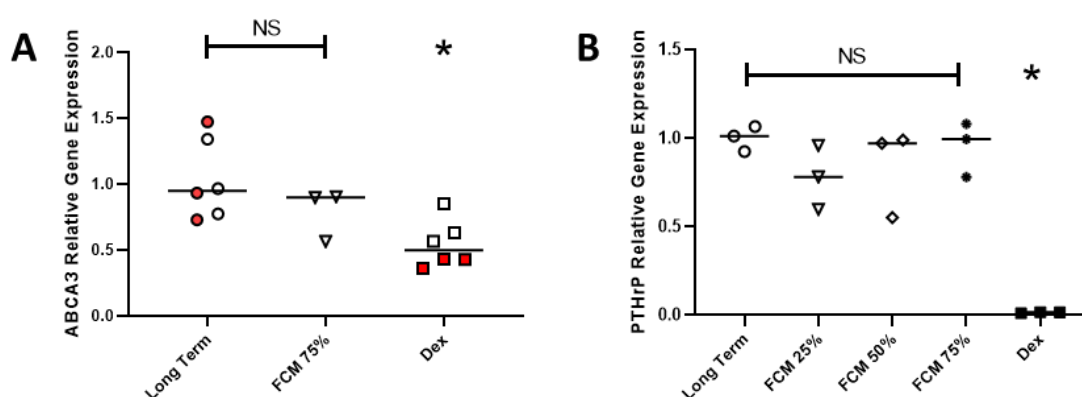 A
ABCA3 Relative Gene Expression
2.0
1.5
1.0
0.5
0.0
NS
*
Long Term
FCM 75%
Dex
B
PTHrP Relative Gene Expression
1.5
1.0
0.5
0.0
NS
*
Long Term
FCM 25%
FCM 50%
FCM 75%
Dex